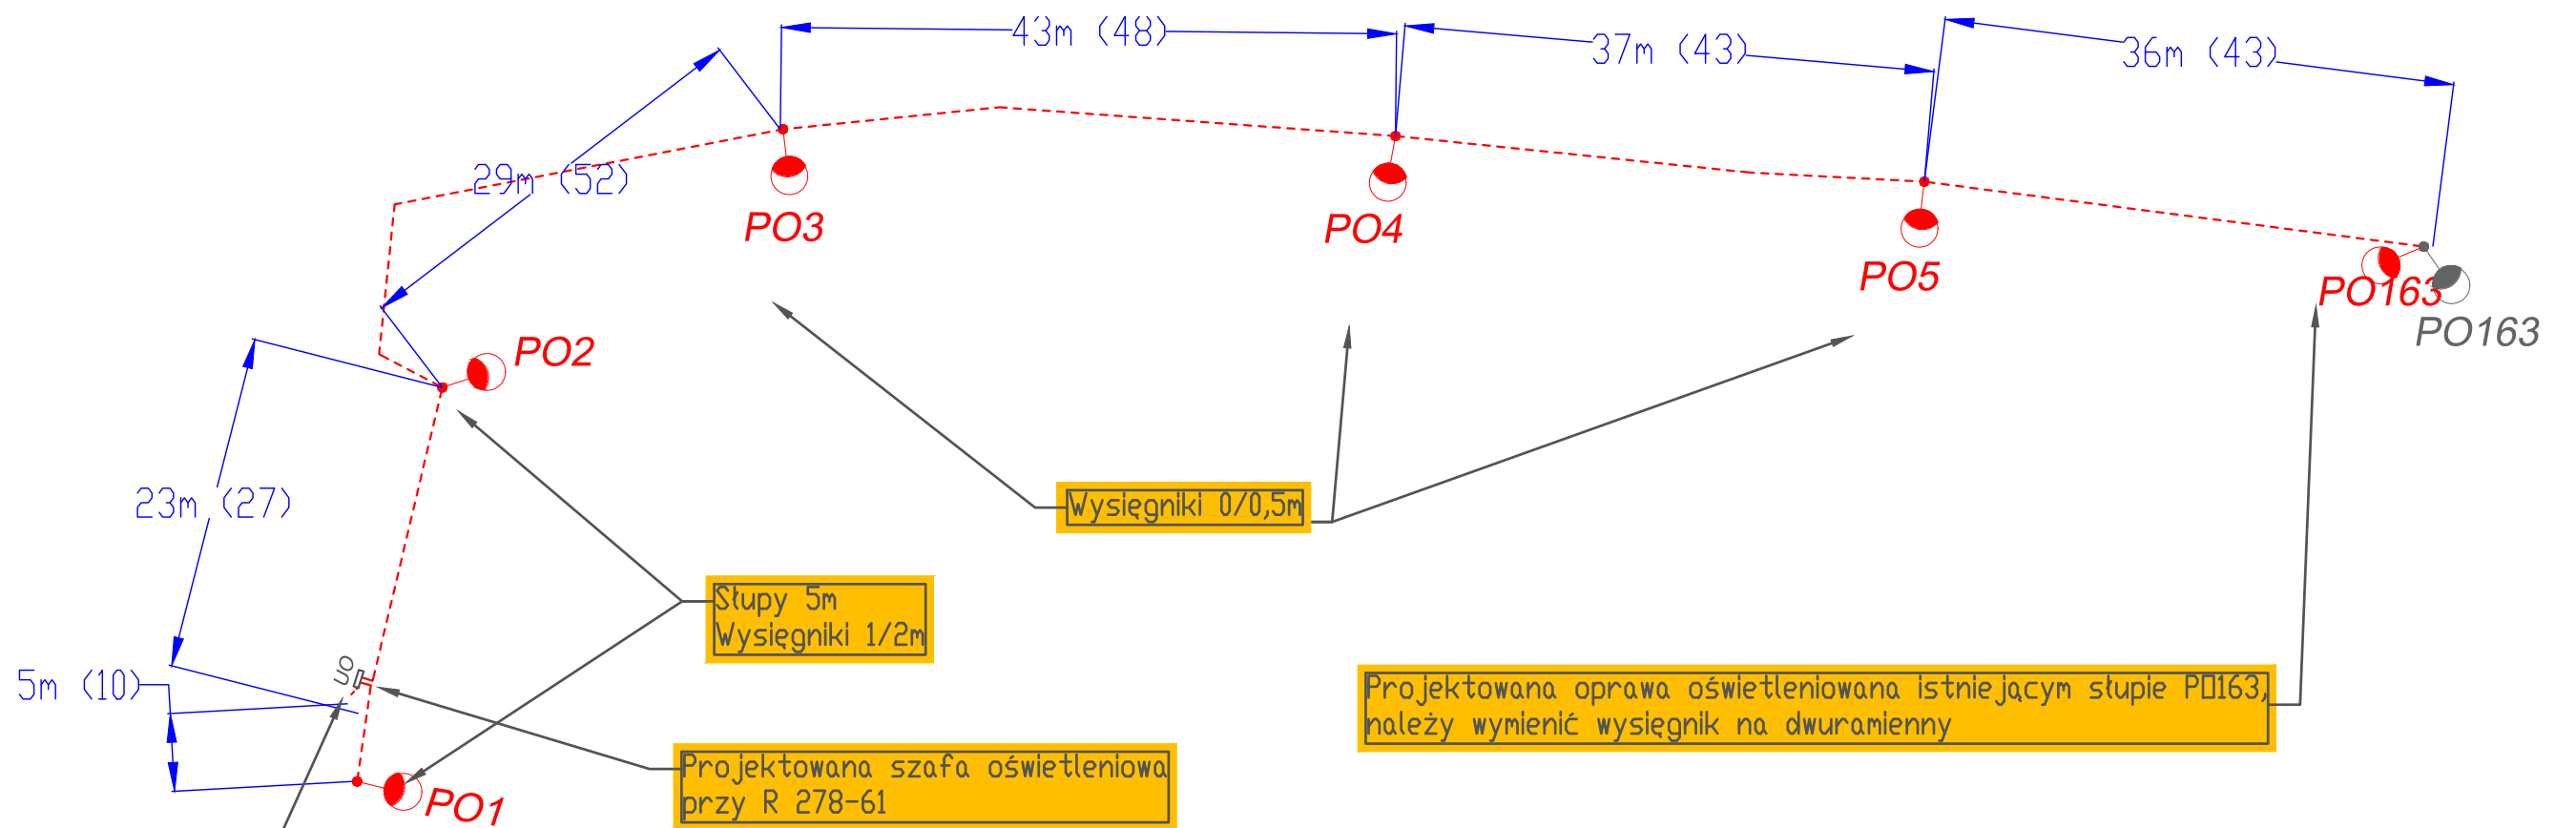 43m (48)
37m (43)
36m (43)
29m (52)
PO3
PO4
PO5
PO163
PO163
PO2
23m (27)
Wysięgniki 0/0,5m
Słupy 5m
Wysięgniki 1/2m
UO
5m (10)
Projektowana oprawa oświetleniowana istniejącym słupie PO163,
należy wymienić wysięgnik na dwuramienny
Projektowana szafa oświetleniowa
przy R 278-61
PO1